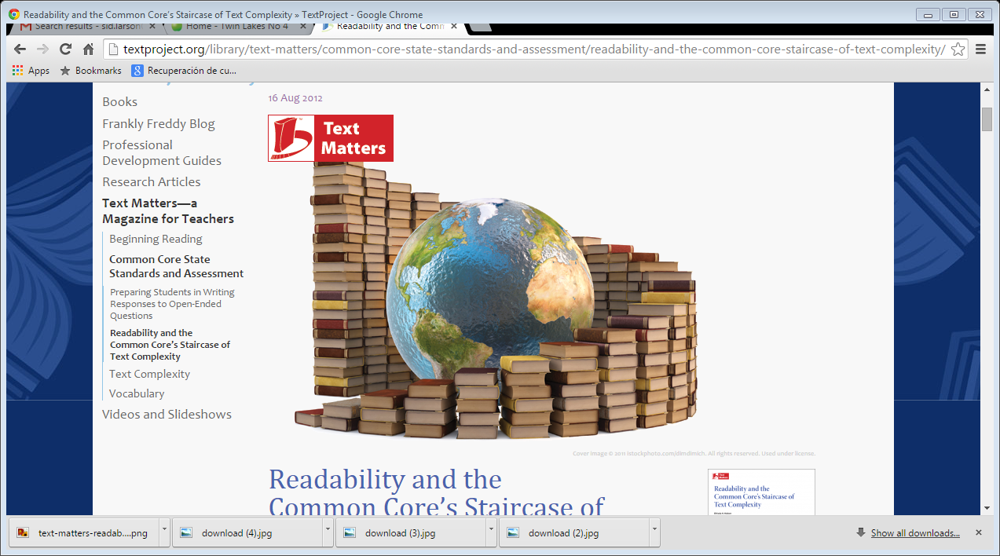 Readability and the Common Core's Staircase of Text Complexity » TextProject - Google Chrome
Search results - sid.larson
Home - Twin Lakes No 4
Readability and the Comm
textproject.org/library/text-matters/common-core-state-standards-and-assessment/readability-and-the-common-core-staircase-of-text-complexity/
Apps
Bookmarks
Recuperación de cu...
Books
Frankly Freddy Blog
Professional
Development Guides
Research Articles
Text Matters—a
Magazine for Teachers
Beginning Reading
Common Core State
Standards and Assessment
Preparing Students in Writing
Responses to Open-Ended
Questions
Readability and the
Common Core's Staircase of
Text Complexity
Text Complexity
Vocabulary
Videos and Slideshows
16 Aug 2012
Text
Matters
Cover image © 2011 istockphoto.com/dimdimich. All rights reserved. Used under license.
Readability and the
Common Core's Staircase of
Text
Matters
Readability and the
Common Core's Staircase of
Text Complexity
text-matters-readab....png
download (4).jpg
download (3).jpg
download (2).jpg
Show all downloads...